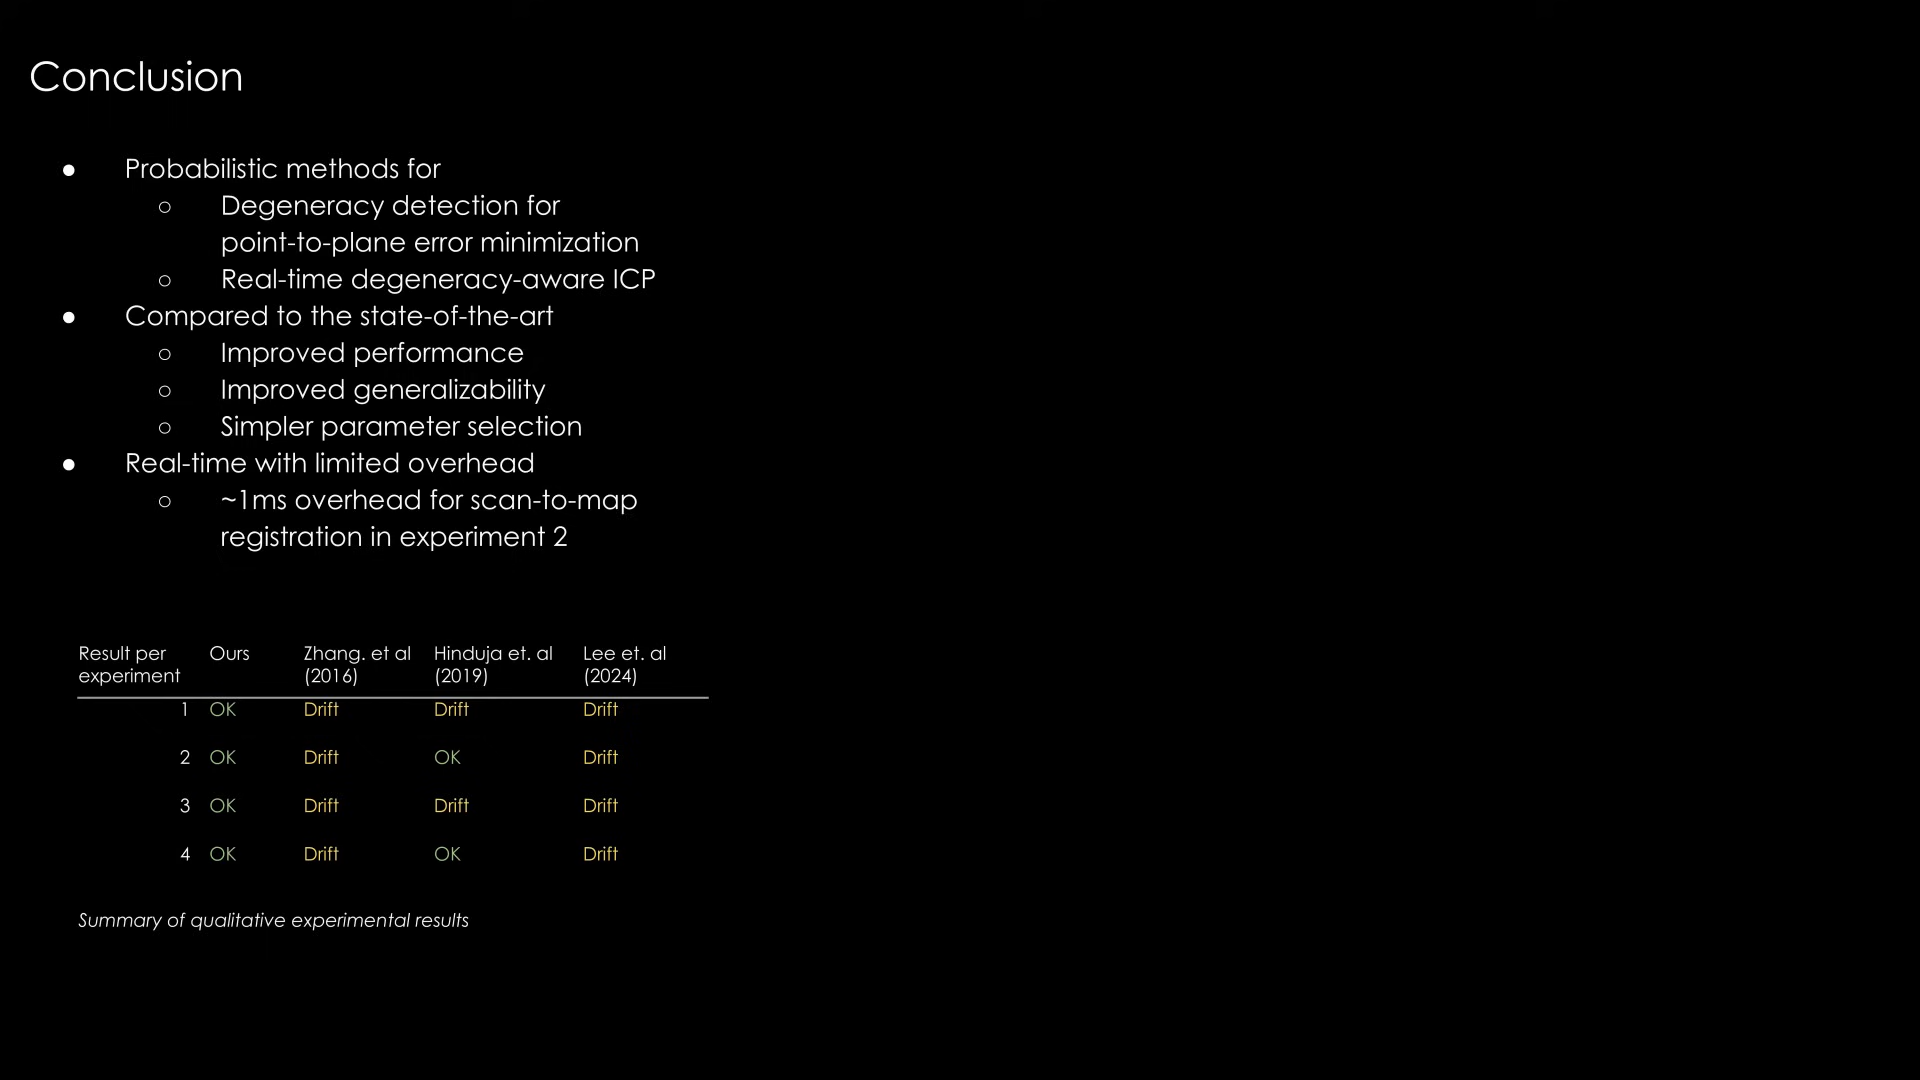 Conclusion
● Probabilistic methods for
○ Degeneracy detection for
point-to-plane error minimization
○ Real-time degeneracy-aware ICP
● Compared to the state-of-the-art
○ Improved performance
○ Improved generalizability
○ Simpler parameter selection
● Real-time with limited overhead
○ ~1ms overhead for scan-to-map
registration in experiment 2
Result per Ours Zhang. et al Hinduja et. al Lee et. al
experiment (2016) (2019) (2024)
1 OK Drift Drift Drift
2 OK Drift OK Drift
3 OK Drift Drift Drift
4 OK Drift OK Drift
Summary of qualitative experimental results